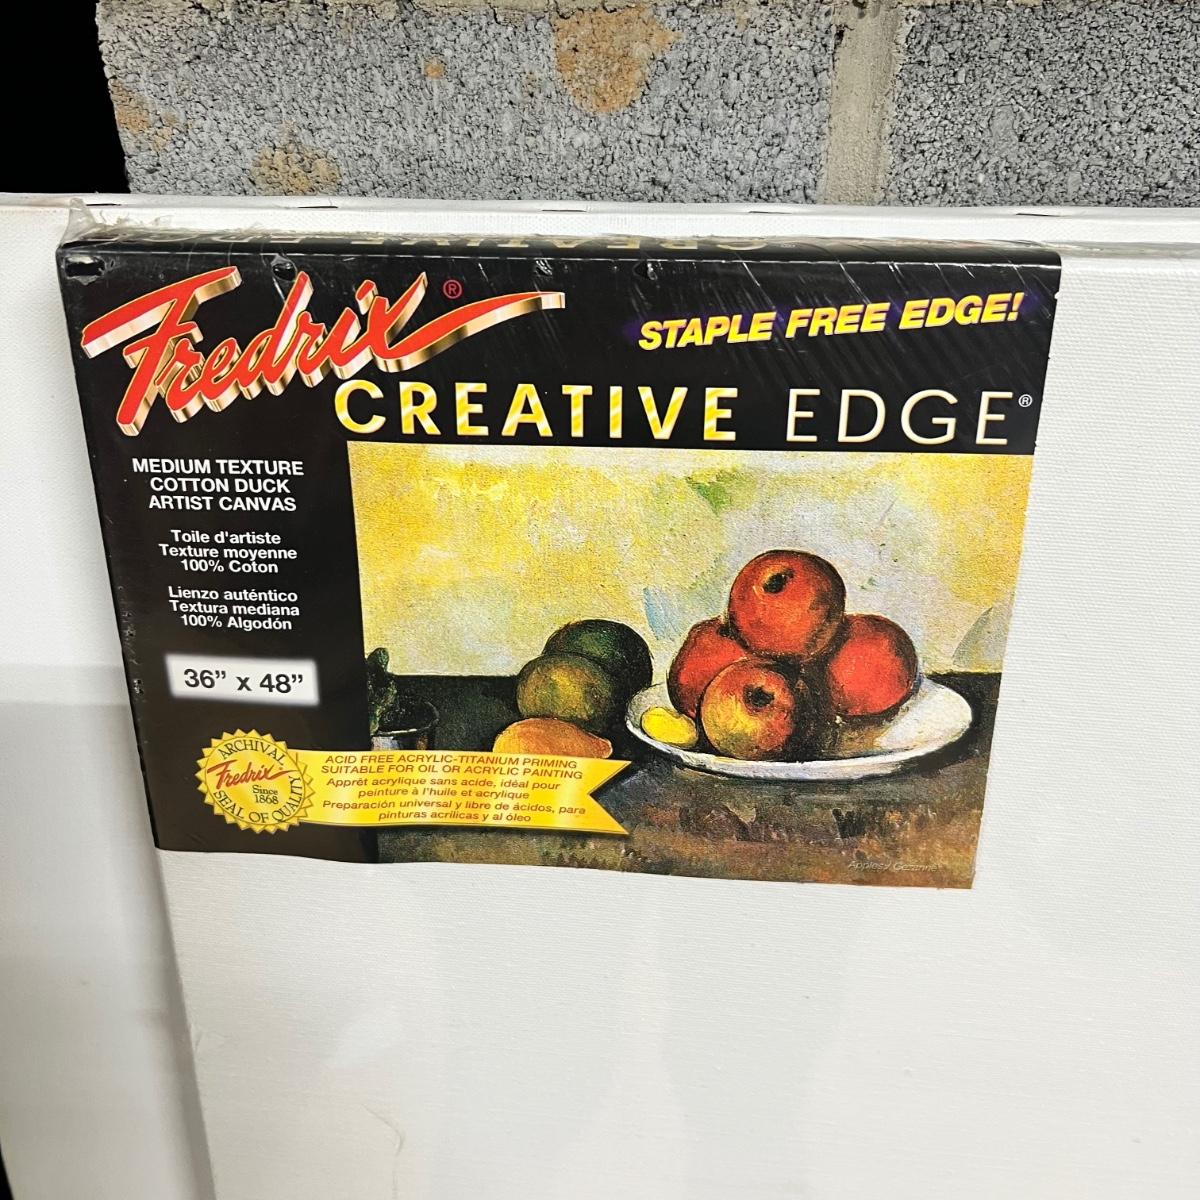 CREATIVE EDGE
Fredrix®
STAPLE FREE EDGE!
CREATIVE EDGE®
MEDIUM TEXTURE
COTTON DUCK
ARTIST CANVAS
Toile d'artiste
Texture moyenne
100% Coton
Lienzo auténtico
Textura mediana
100% Algodón
36” x 48”
ARCHIVAL
Fredrix
Since
1868
SEAL OF QUALITY
ACID FREE ACRYLIC-TITANIUM PRIMING
SUITABLE FOR OIL OR ACRYLIC PAINTING
Apprêt acrylique sans acide, idéal pour
peinture à l'huile et acrylique
Preparación universal y libre de ácidos, para
pinturas acrílicas y al óleo